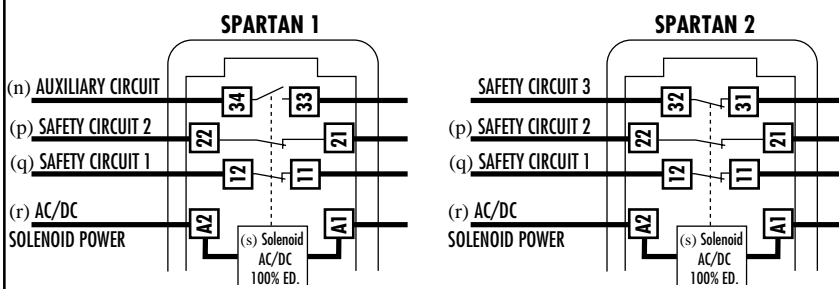 SPARTAN 1
(n) AUXILIARY CIRCUIT
34
33
(p) SAFETY CIRCUIT 2
22
21
(q) SAFETY CIRCUIT 1
12
11
(r) AC/DC
SOLENOID POWER
A2
A1
(s) Solenoid
AC/DC
100% ED.
SPARTAN 2
SAFETY CIRCUIT 3
32
31
(p) SAFETY CIRCUIT 2
22
21
(q) SAFETY CIRCUIT 1
12
11
(r) AC/DC
SOLENOID POWER
A2
A1
(s) Solenoid
AC/DC
100% ED.